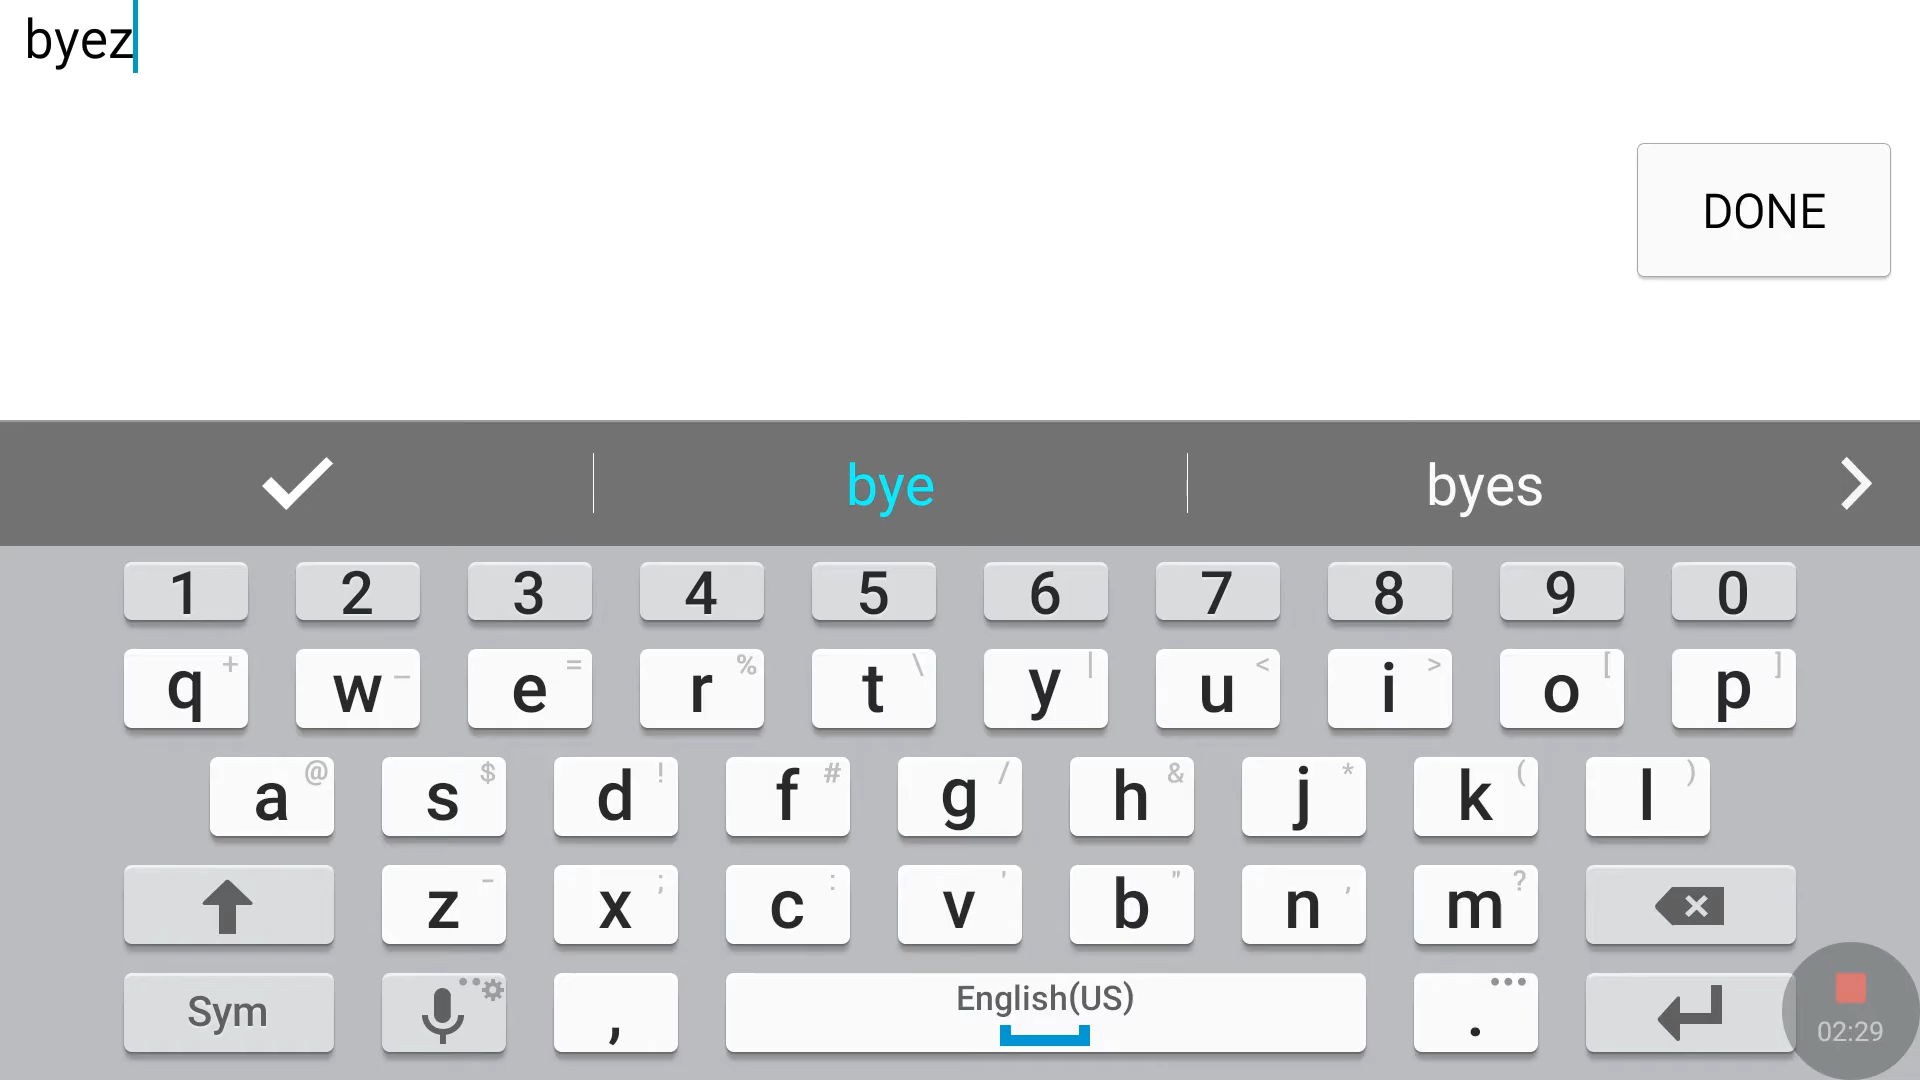 byez
DONE
bye byes
1 2 3 4 5 6 7 8 9 0
q + w – e = r % t \ y | u < i > o [ p ]
a @ s $ d ! f # g / h & j * k ( l )
z - x ; c : v ' b " n , m ?
Sym , English(US) .
02:29